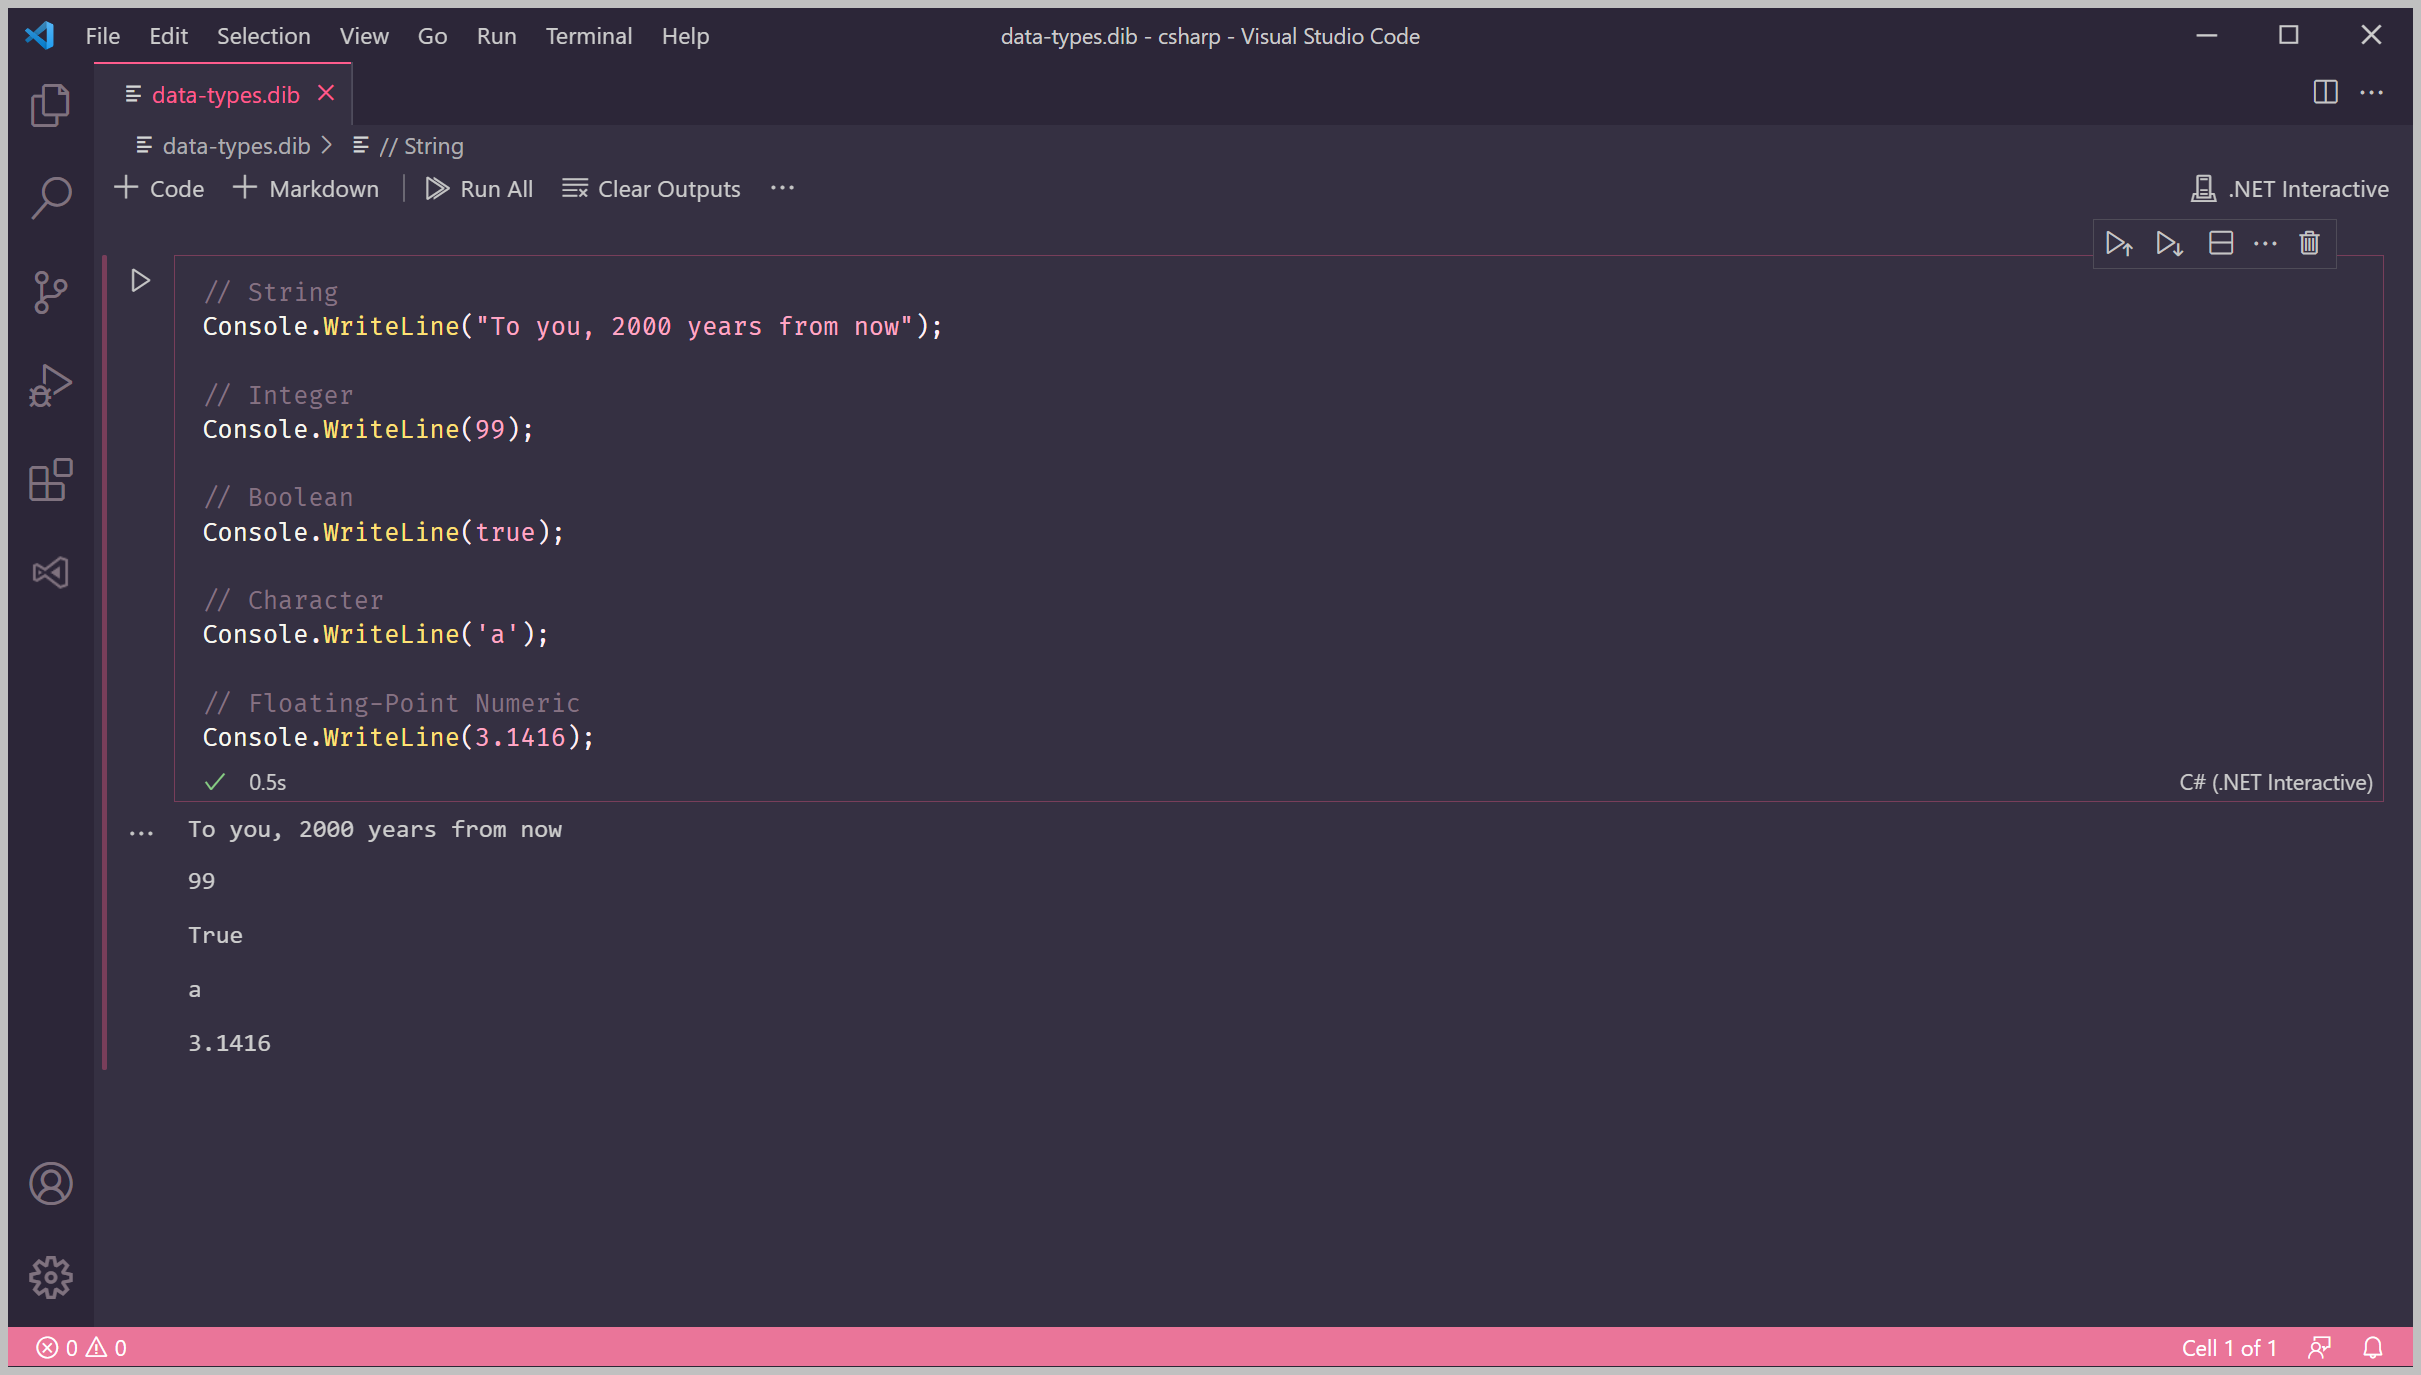 File Edit Selection View Go Run Terminal Help data-types.dib - csharp - Visual Studio Code
data-types.dib
data-types.dib // String
Code Markdown Run All Clear Outputs ··· .NET Interactive
// String
Console.WriteLine("To you, 2000 years from now");
// Integer
Console.WriteLine(99);
// Boolean
Console.WriteLine(true);
// Character
Console.WriteLine('a');
// Floating-Point Numeric
Console.WriteLine(3.1416);
0.5s C# (.NET Interactive)
To you, 2000 years from now
99
True
a
3.1416
0 0 Cell 1 of 1